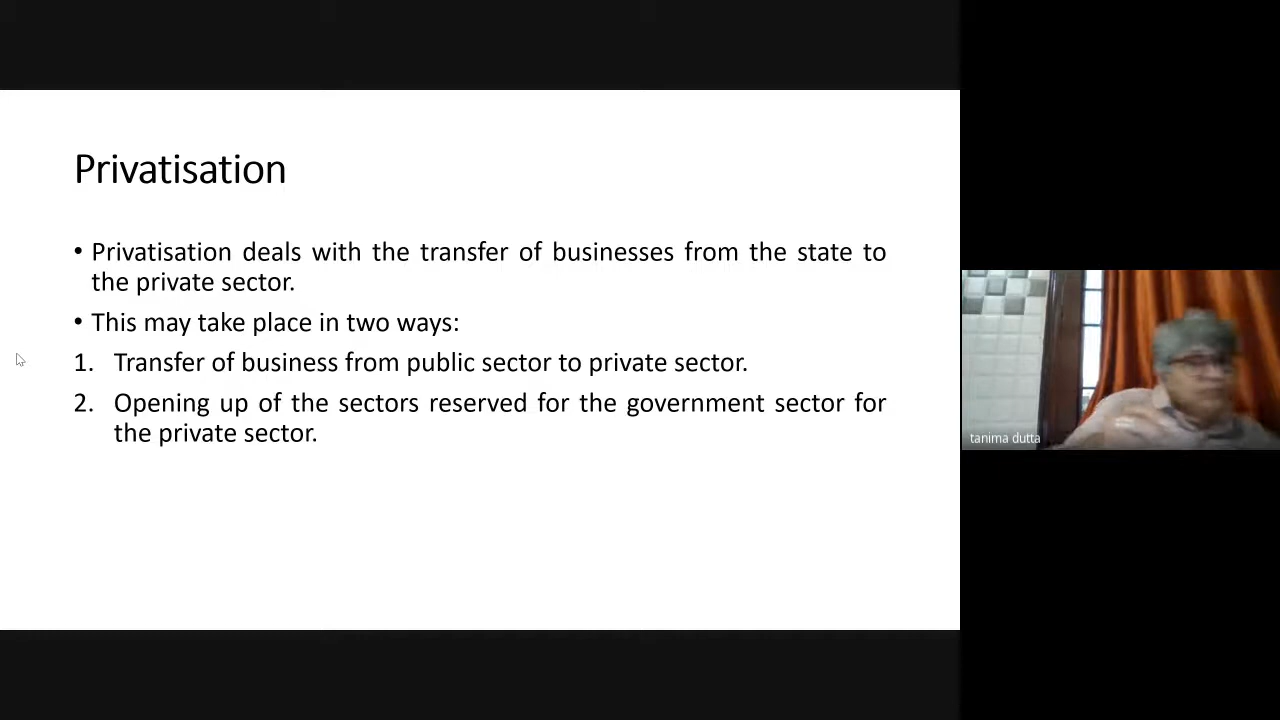 Privatisation
• Privatisation deals with the transfer of businesses from the state to
the private sector.
• This may take place in two ways:
1. Transfer of business from public sector to private sector.
2. Opening up of the sectors reserved for the government sector for
the private sector.
tanima dutta